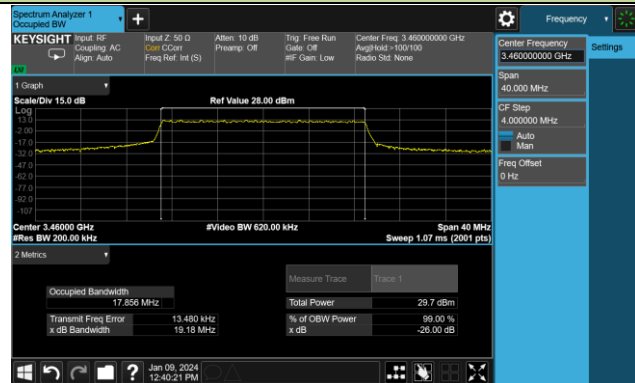 Spectrum Analyzer 1
Occupied BW
+
Frequency
KEYSIGHT
Input: RF
Coupling: AC
Align: Auto
Input Z: 50 Ω
Corr CCorr
Freq Ref: Int (S)
Atten: 10 dB
Preamp: Off
Trig: Free Run
Gate: Off
#IF Gain: Low
Center Freq: 3.460000000 GHz
Avg|Hold:>100/100
Radio Std: None
Center Frequency
3.460000000 GHz
Settings
Span
40.000 MHz
CF Step
4.000000 MHz
Auto
Man
Freq Offset
0 Hz
1 Graph
Scale/Div 15.0 dB
Ref Value 28.00 dBm
Log
13.0
-2.00
-17.0
-32.0
-47.0
-62.0
-77.0
-92.0
-107
Center 3.46000 GHz
#Video BW 620.00 kHz
Span 40 MHz
#Res BW 200.00 kHz
Sweep 1.07 ms (2001 pts)
2 Metrics
Measure Trace
Trace 1
Occupied Bandwidth
17.856 MHz
Total Power
29.7 dBm
Transmit Freq Error
13.480 kHz
% of OBW Power
99.00 %
x dB Bandwidth
19.18 MHz
x dB
-26.00 dB
?
Jan 09, 2024
12:40:21 PM